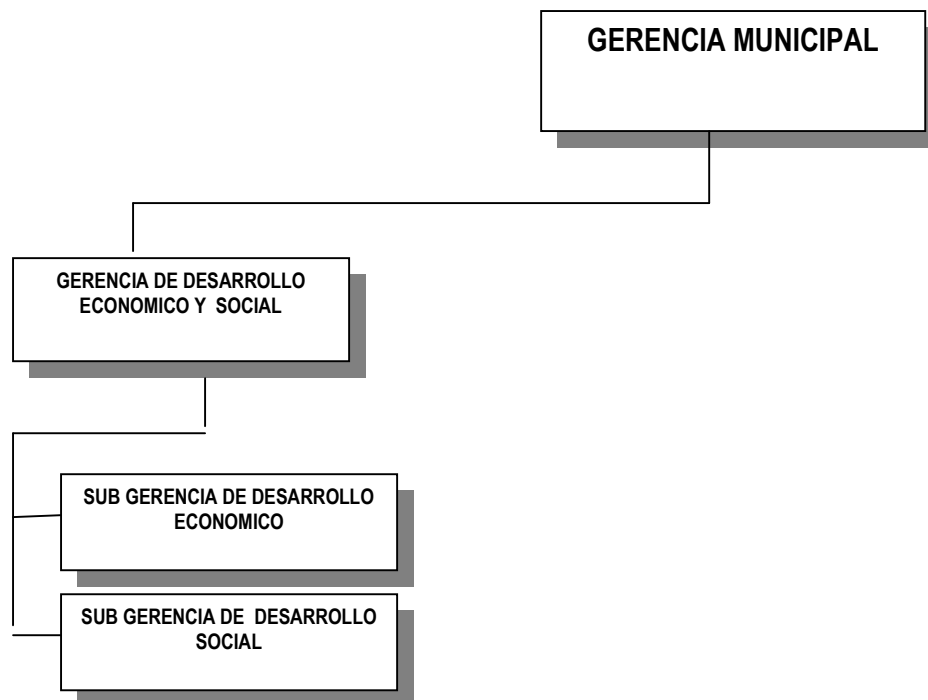 GERENCIA MUNICIPAL
GERENCIA DE DESARROLLO
ECONOMICO Y SOCIAL
SUB GERENCIA DE DESARROLLO
ECONOMICO
SUB GERENCIA DE DESARROLLO
SOCIAL